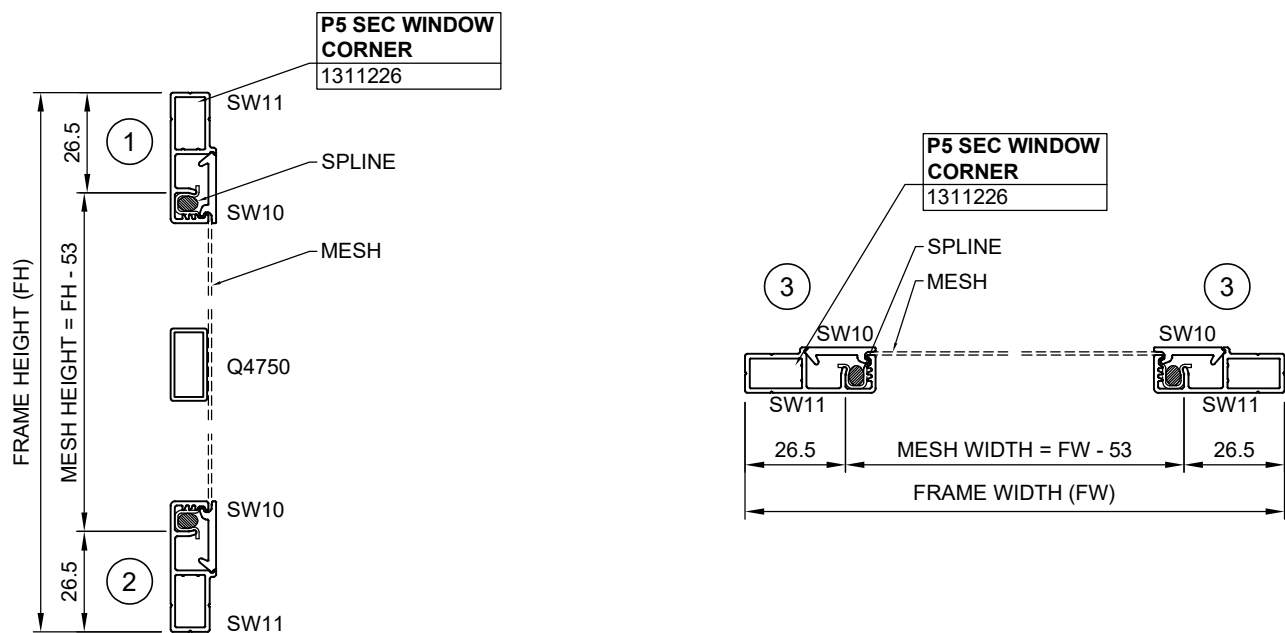 P5 SEC WINDOW
CORNER
1311226
SW11
1
26.5
SPLINE
SW10
MESH
FRAME HEIGHT (FH)
MESH HEIGHT = FH - 53
Q4750
SW10
26.5
2
SW11
P5 SEC WINDOW
CORNER
1311226
SPLINE
MESH
3
3
SW10
SW10
SW11
SW11
26.5
MESH WIDTH = FW - 53
26.5
FRAME WIDTH (FW)